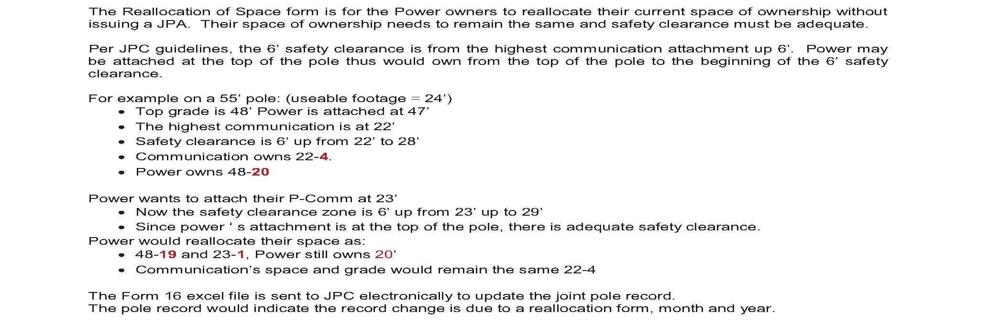 The Reallocation of Space form is for the Power owners to reallocate their current space of ownership without
issuing a JPA.  Their space of ownership needs to remain the same and safety clearance must be adequate.
Per JPC guidelines, the 6’ safety clearance is from the highest communication attachment up 6’.  Power may
be attached at the top of the pole thus would own from the top of the pole to the beginning of the 6’ safety
clearance.
For example on a 55’ pole: (useable footage = 24’)
• Top grade is 48’ Power is attached at 47’
• The highest communication is at 22’
• Safety clearance is 6’ up from 22’ to 28’
• Communication owns 22-4.
• Power owns 48-20
Power wants to attach their P-Comm at 23’
• Now the safety clearance zone is 6’ up from 23’ up to 29’
• Since power ‘ s attachment is at the top of the pole, there is adequate safety clearance.
Power would reallocate their space as:
• 48-19 and 23-1, Power still owns 20’
• Communication’s space and grade would remain the same 22-4
The Form 16 excel file is sent to JPC electronically to update the joint pole record.
The pole record would indicate the record change is due to a reallocation form, month and year.